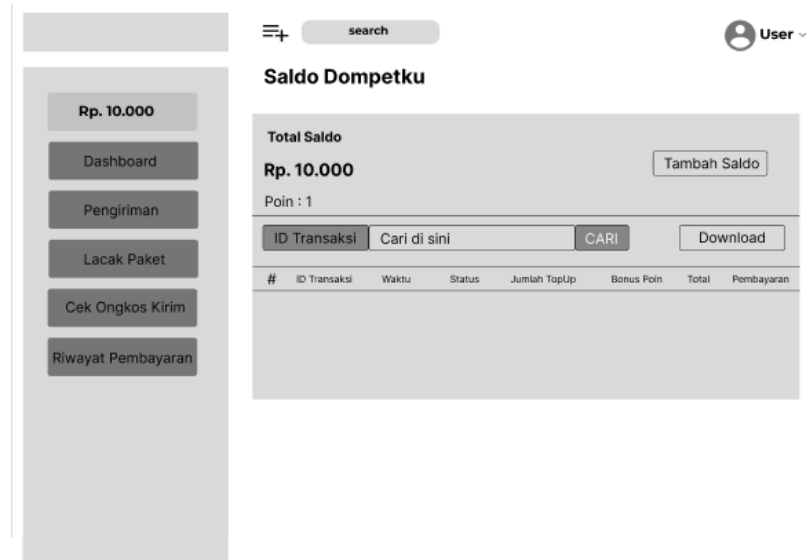 search
User
Saldo Dompetku
Rp. 10.000
Dashboard
Pengiriman
Lacak Paket
Cek Ongkos Kirim
Riwayat Pembayaran
Total Saldo
Rp. 10.000
Tambah Saldo
Poin : 1
ID Transaksi Cari di sini CARI Download
# ID Transaksi Waktu Status Jumlah TopUp Bonus Poin Total Pembayaran